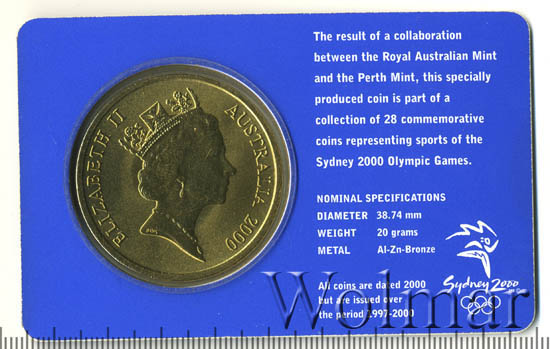 ELIZABETH II
AUSTRALIA 2000
The result of a collaboration
between the Royal Australian Mint
and the Perth Mint, this specially
produced coin is part of a
collection of 28 commemorative
coins representing sports of the
Sydney 2000 Olympic Games.
NOMINAL SPECIFICATIONS
DIAMETER 38.74 mm
WEIGHT 20 grams
METAL Al-Zn-Bronze
All coins are dated 2000
but are issued over
the period 1997-2000
Sydney 2000
Wolmar